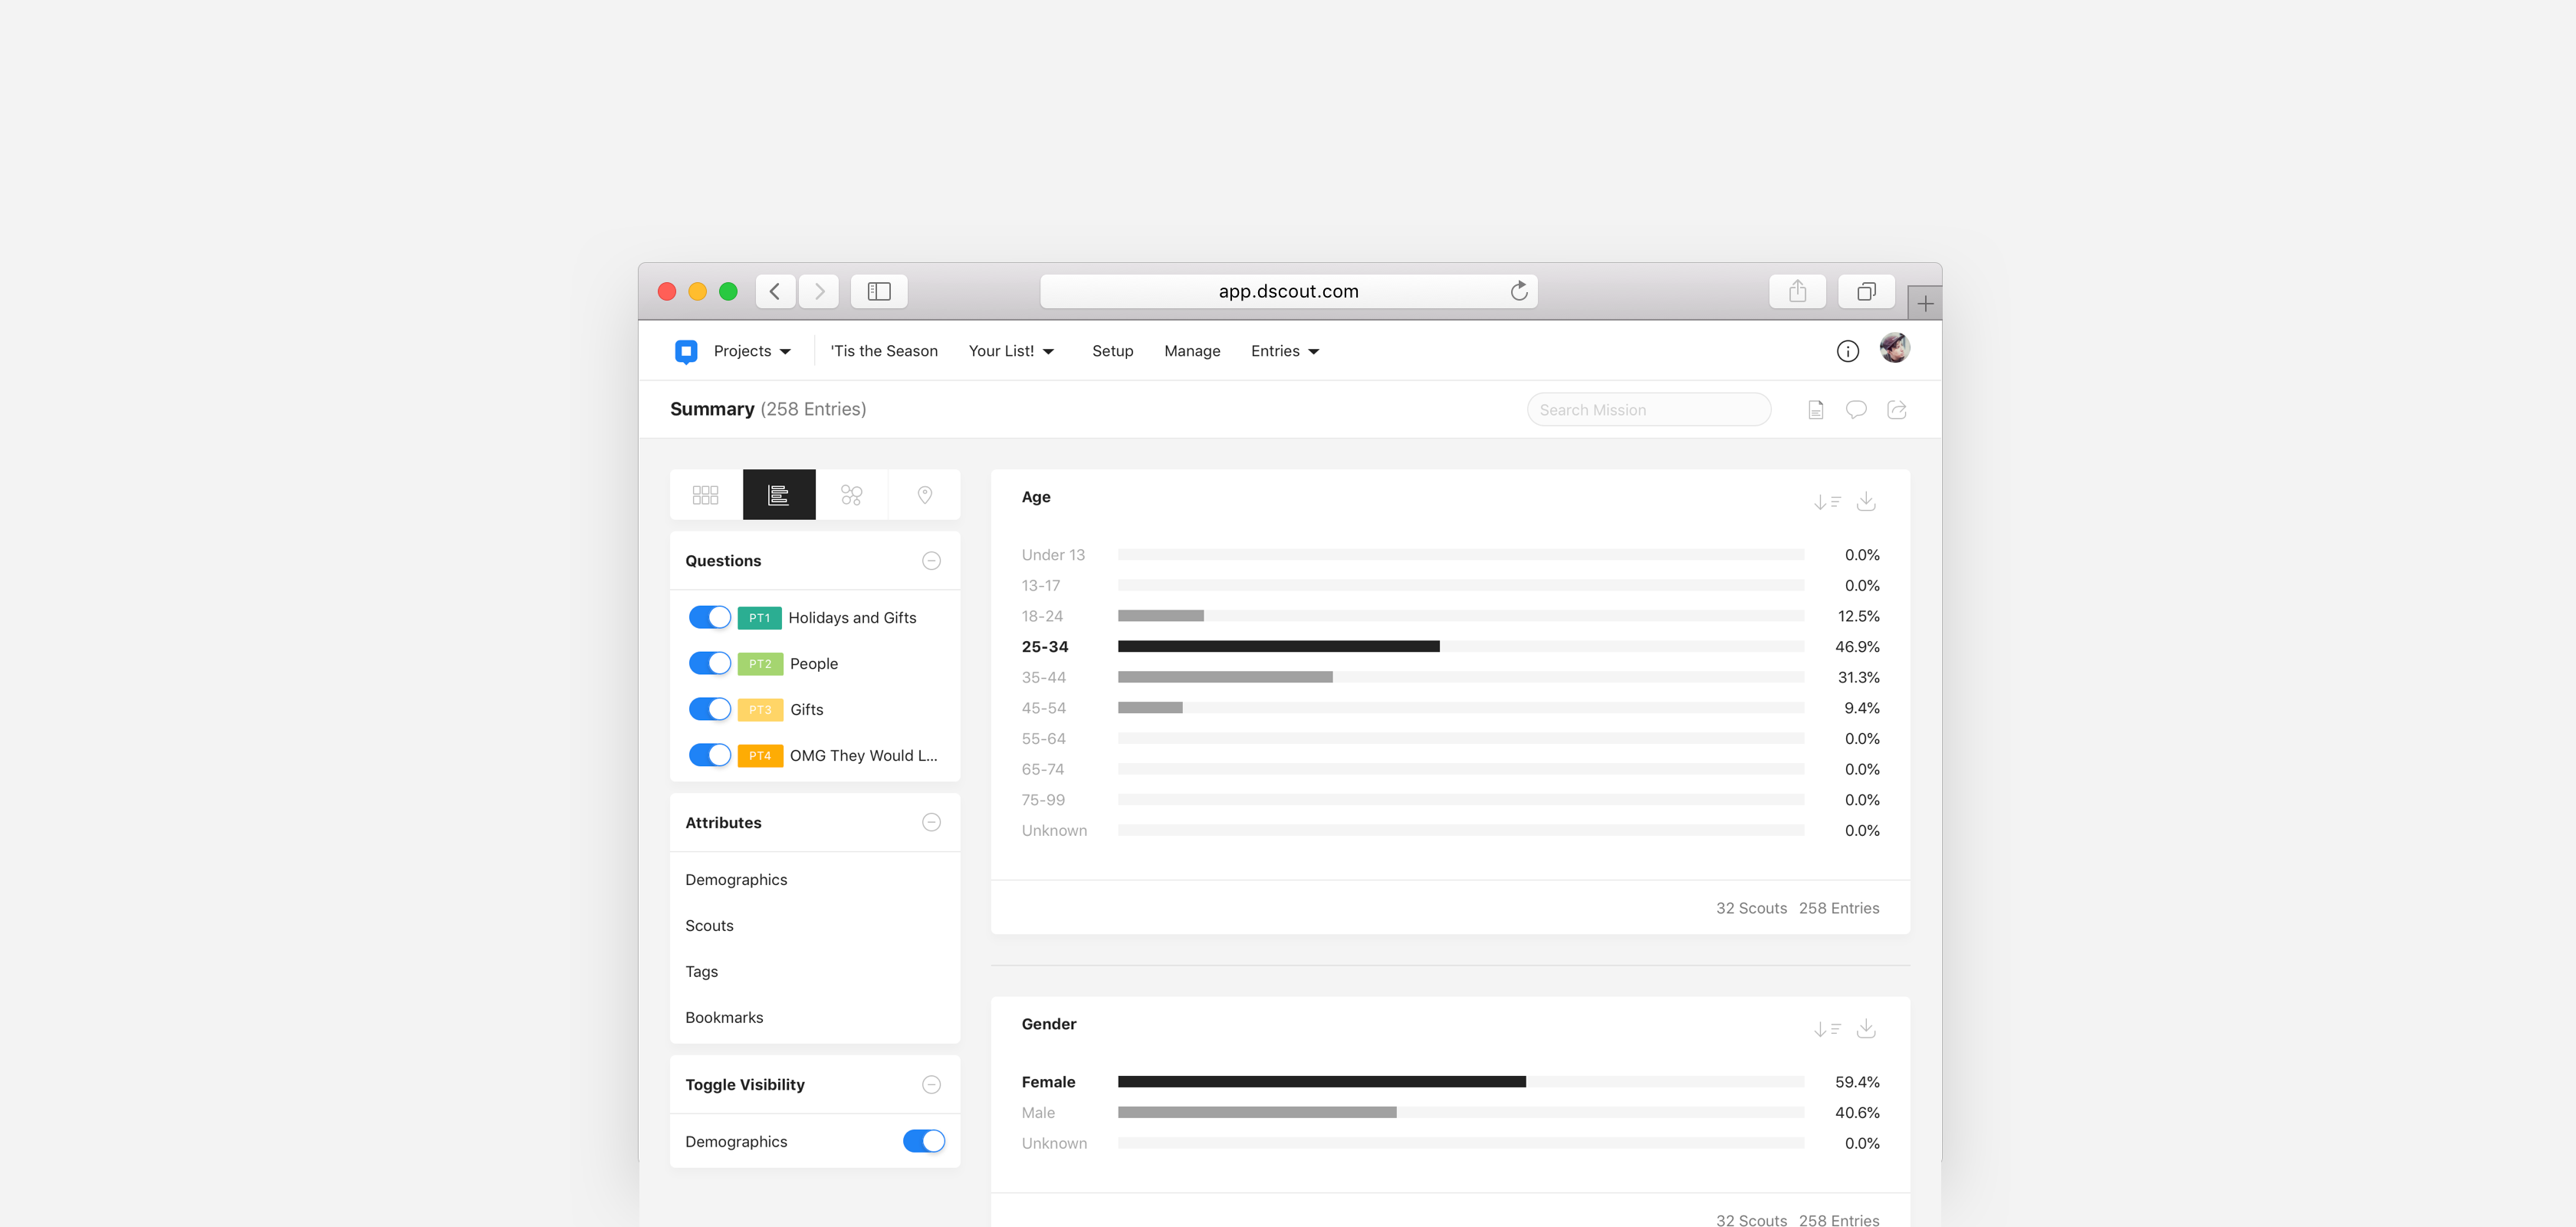 app.dscout.com
Projects 'Tis the Season Your List! Setup Manage Entries
Summary (258 Entries)
Search Mission
Questions
PT1 Holidays and Gifts
PT2 People
PT3 Gifts
PT4 OMG They Would L...
Attributes
Demographics
Scouts
Tags
Bookmarks
Toggle Visibility
Demographics
Age
Under 13 0.0%
13-17 0.0%
18-24 12.5%
25-34 46.9%
35-44 31.3%
45-54 9.4%
55-64 0.0%
65-74 0.0%
75-99 0.0%
Unknown 0.0%
32 Scouts 258 Entries
Gender
Female 59.4%
Male 40.6%
Unknown 0.0%
32 Scouts 258 Entries